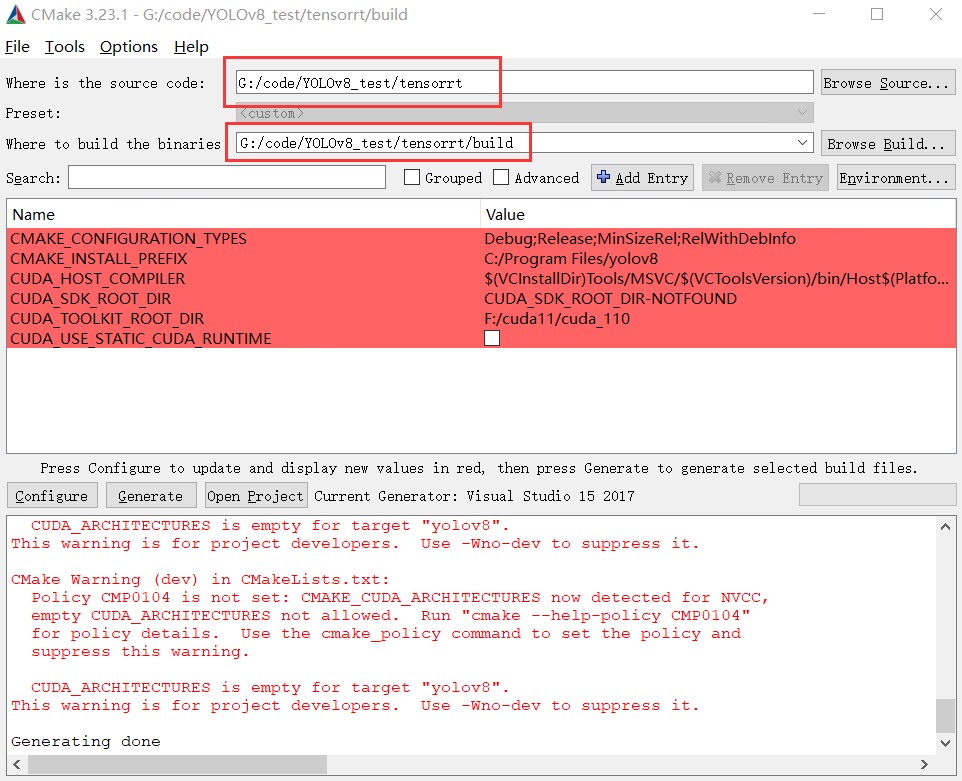 CMake 3.23.1 - G:/code/YOLOv8_test/tensorrt/build
File Tools Options Help
Where is the source code: G:/code/YOLOv8_test/tensorrt Browse Source...
Preset: <custom>
Where to build the binaries G:/code/YOLOv8_test/tensorrt/build Browse Build...
Search: Grouped Advanced Add Entry Remove Entry Environment...
Name Value
CMAKE_CONFIGURATION_TYPES Debug;Release;MinSizeRel;RelWithDebInfo
CMAKE_INSTALL_PREFIX C:/Program Files/yolov8
CUDA_HOST_COMPILER $(VCInstallDir)Tools/MSVC/$(VCToolsVersion)/bin/Host$(Platfo...
CUDA_SDK_ROOT_DIR CUDA_SDK_ROOT_DIR-NOTFOUND
CUDA_TOOLKIT_ROOT_DIR F:/cuda11/cuda_110
CUDA_USE_STATIC_CUDA_RUNTIME
Press Configure to update and display new values in red, then press Generate to generate selected build files.
Configure Generate Open Project Current Generator: Visual Studio 15 2017
CUDA_ARCHITECTURES is empty for target "yolov8".
This warning is for project developers. Use -Wno-dev to suppress it.
CMake Warning (dev) in CMakeLists.txt:
Policy CMP0104 is not set: CMAKE_CUDA_ARCHITECTURES now detected for NVCC,
empty CUDA_ARCHITECTURES not allowed. Run "cmake --help-policy CMP0104"
for policy details. Use the cmake_policy command to set the policy and
suppress this warning.
CUDA_ARCHITECTURES is empty for target "yolov8".
This warning is for project developers. Use -Wno-dev to suppress it.
Generating done